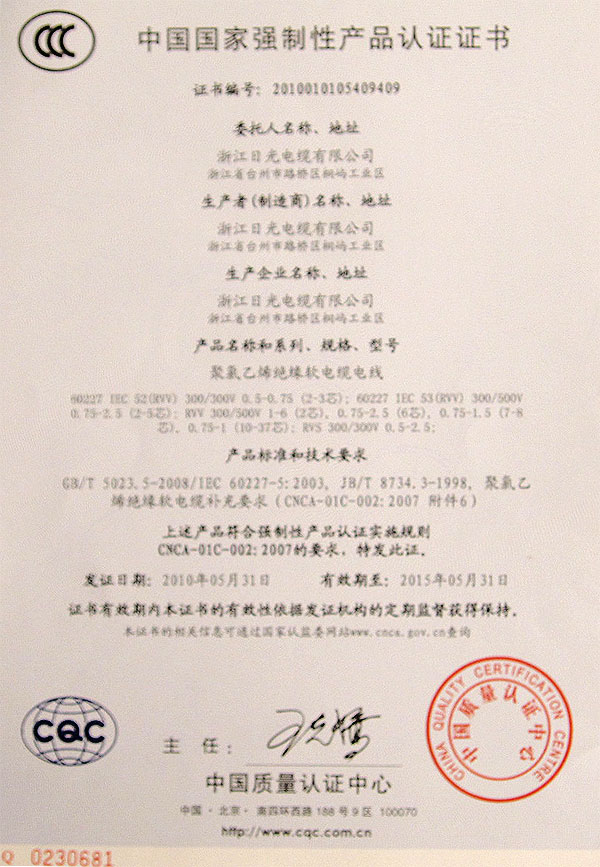 中国国家强制性产品认证证书
证书编号: 2010010105409409
委托人名称、地址
浙江日光电缆有限公司
浙江省台州市路桥区桐屿工业区
生产者(制造商)名称、地址
浙江日光电缆有限公司
浙江省台州市路桥区桐屿工业区
生产企业名称、地址
浙江日光电缆有限公司
浙江省台州市路桥区桐屿工业区
产品名称和系列、规格、型号
聚氯乙烯绝缘软电缆电线
60227 IEC 52(RVV) 300/300V 0.5-0.75 (2-3芯); 60227 IEC 53(RVV) 300/500V
0.75-2.5 (2-5芯); RVV 300/500V 1-6 (2芯), 0.75-2.5 (6芯), 0.75-1.5 (7-8
芯), 0.75-1 (10-37芯); RVS 300/300V 0.5-2.5;
产品标准和技术要求
GB/T 5023.5-2008/IEC 60227-5:2003, JB/T 8734.3-1998, 聚氯乙
烯绝缘软电缆补充要求 (CNCA-01C-002:2007 附件6)
上述产品符合强制性产品认证实施规则
CNCA-01C-002:2007的要求, 特发此证。
发证日期: 2010年05月31日 有效期至: 2015年05月31日
证书有效期内本证书的有效性依据发证机构的定期监督获得保持。
本证书的相关信息可通过国家认监委网站www.cnca.gov.cn查询
CHINA QUALITY CERTIFICATION CENTRE
中国质量认证中心
CQC
主 任:
中国质量认证中心
中国·北京·南四环西路188号9区 100070
http://www.cqc.com.cn
Q 0230681